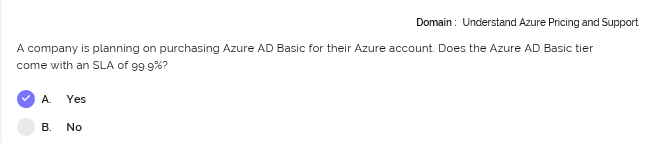 Domain : Understand Azure Pricing and Support
A company is planning on purchasing Azure AD Basic for their Azure account. Does the Azure AD Basic tier
come with an SLA of 99.9%?
A. Yes
B. No